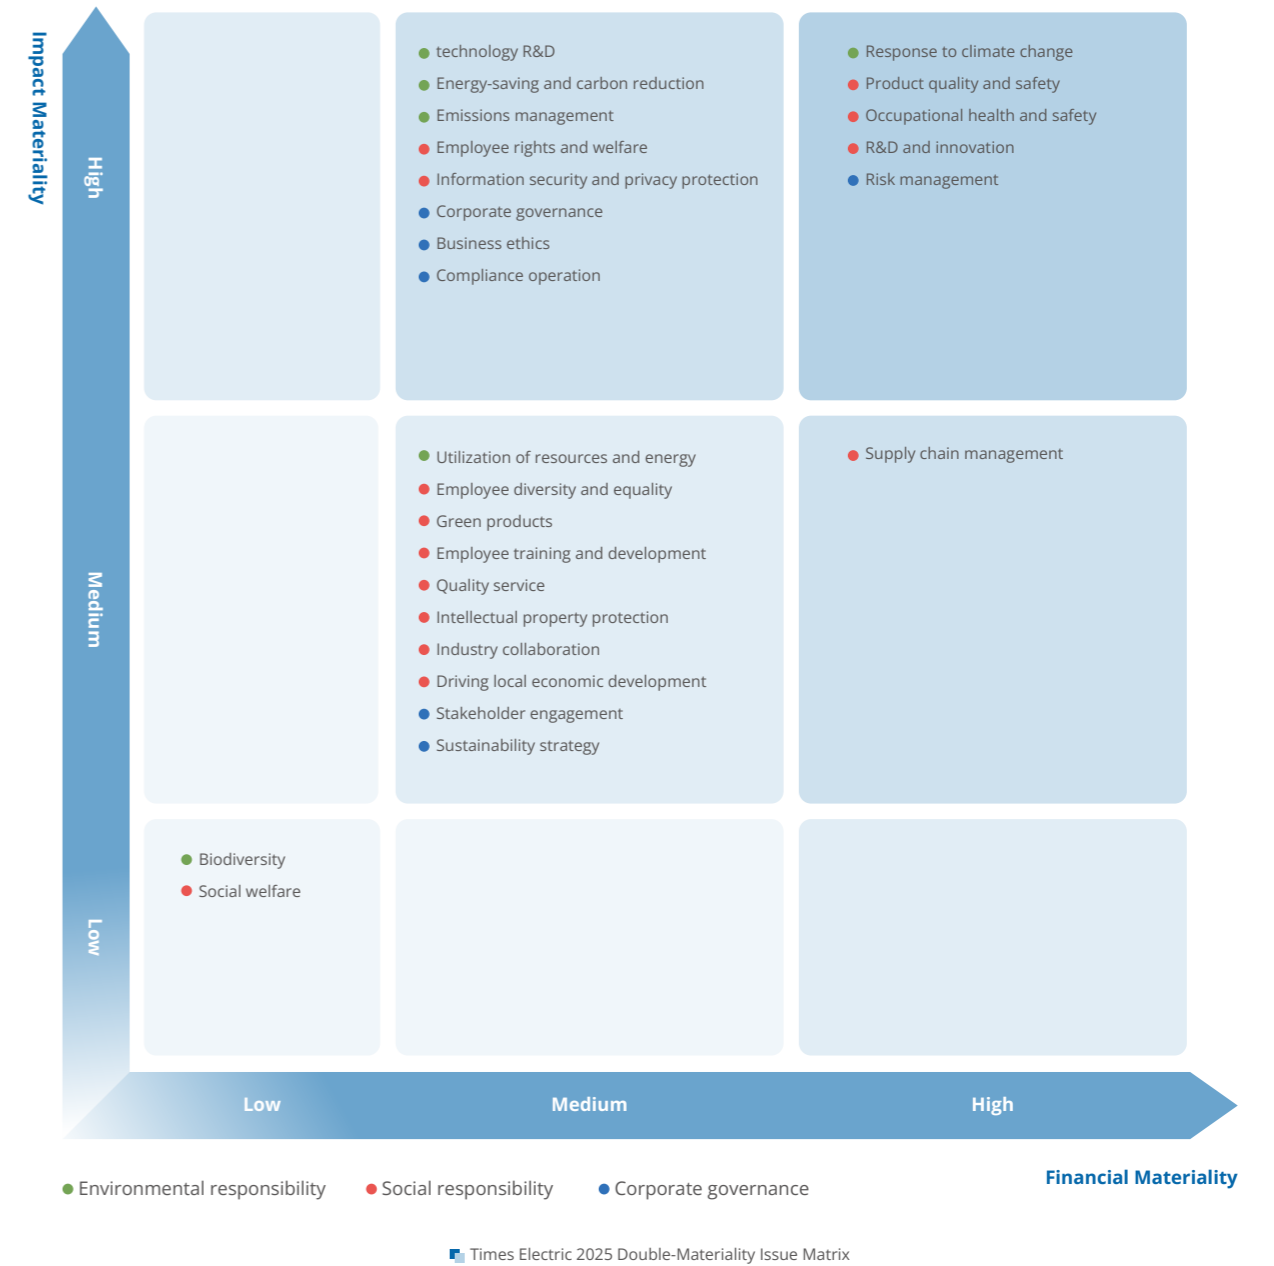 Impact Materiality
High
Medium
Low
technology R&D
Energy-saving and carbon reduction
Emissions management
Employee rights and welfare
Information security and privacy protection
Corporate governance
Business ethics
Compliance operation
Response to climate change
Product quality and safety
Occupational health and safety
R&D and innovation
Risk management
Utilization of resources and energy
Employee diversity and equality
Green products
Employee training and development
Quality service
Intellectual property protection
Industry collaboration
Driving local economic development
Stakeholder engagement
Sustainability strategy
Supply chain management
Biodiversity
Social welfare
Low
Medium
High
Financial Materiality
Environmental responsibility
Social responsibility
Corporate governance
Times Electric 2025 Double-Materiality Issue Matrix